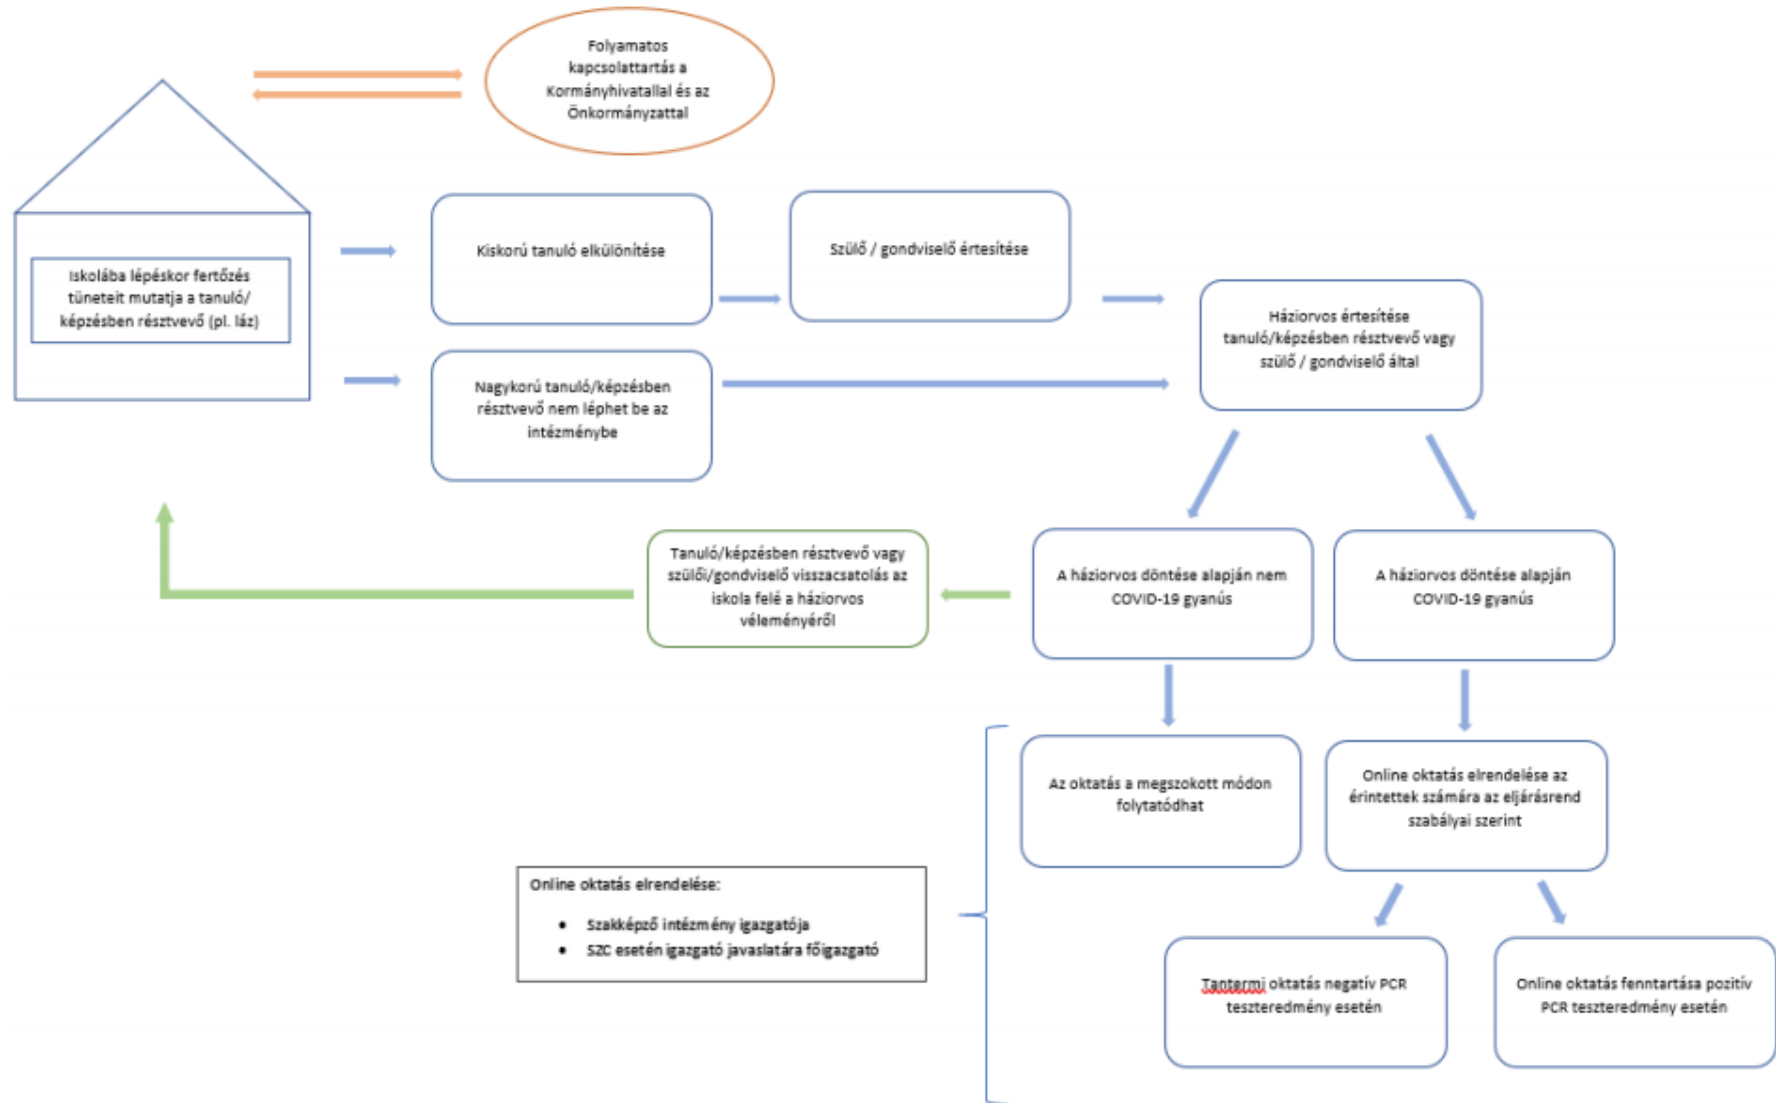 Folyamatos
kapcsolattartás a
Kormányhivatallal és az
Önkormányzattal
Iskolába lépéskor fertőzés
tüneteit mutatja a tanuló/
képzésben résztvevő (pl. láz)
Kiskorú tanuló elkülönítése
Szülő / gondviselő értesítése
Nagykorú tanuló/képzésben
résztvevő nem léphet be az
intézménybe
Háziorvos értesítése
tanuló/képzésben résztvevő vagy
szülő / gondviselő által
Tanuló/képzésben résztvevő vagy
szülői/gondviselő visszacsatolás az
iskola felé a háziorvos
véleményéről
A háziorvos döntése alapján nem
COVID-19 gyanús
A háziorvos döntése alapján
COVID-19 gyanús
Az oktatás a megszokott módon
folytatódhat
Online oktatás elrendelése az
érintettek számára az eljárásrend
szabályai szerint
Online oktatás elrendelése:
• Szakképző intézmény igazgatója
• SZC esetén igazgató javaslatára főigazgató
Tantermi oktatás negatív PCR
teszteredmény esetén
Online oktatás fenntartása pozitív
PCR teszteredmény esetén